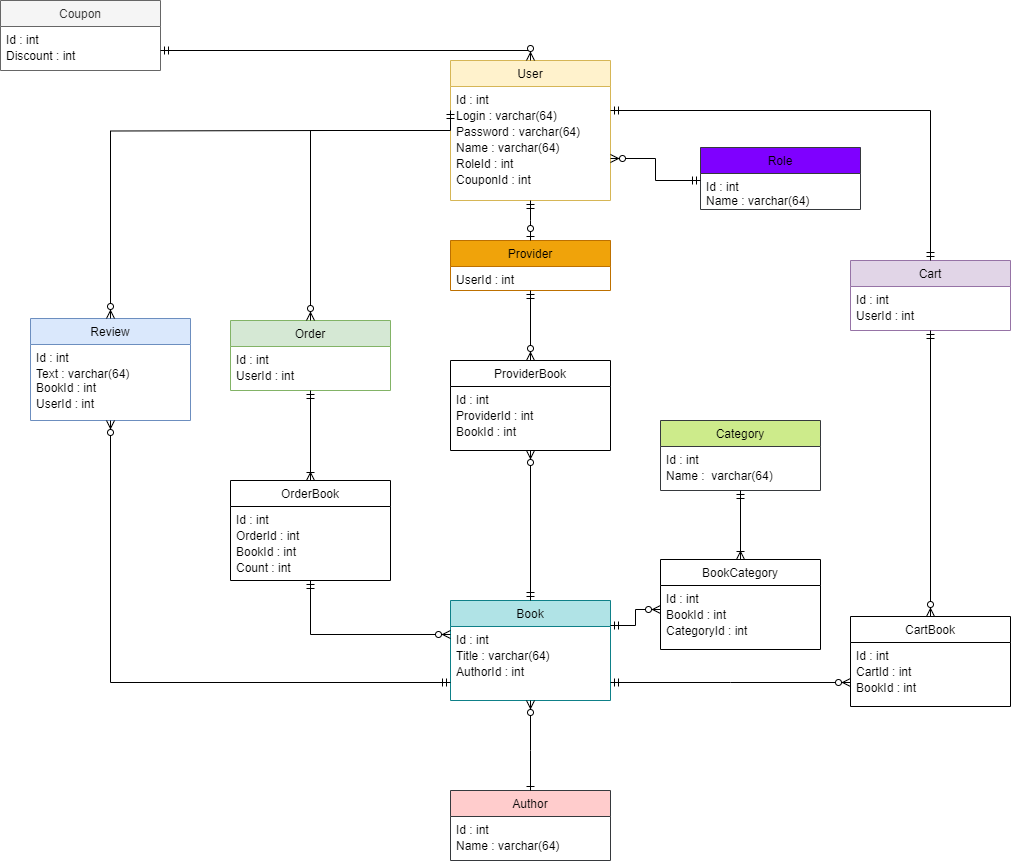 Coupon
Id : int
Discount : int
User
Id : int
Login : varchar(64)
Password : varchar(64)
Name : varchar(64)
RoleId : int
CouponId : int
Role
Id : int
Name : varchar(64)
Provider
UserId : int
Cart
Id : int
UserId : int
Review
Id : int
Text : varchar(64)
BookId : int
UserId : int
Order
Id : int
UserId : int
ProviderBook
Id : int
ProviderId : int
BookId : int
Category
Id : int
Name :  varchar(64)
OrderBook
Id : int
OrderId : int
BookId : int
Count : int
BookCategory
Id : int
BookId : int
CategoryId : int
Book
Id : int
Title : varchar(64)
AuthorId : int
CartBook
Id : int
CartId : int
BookId : int
Author
Id : int
Name : varchar(64)